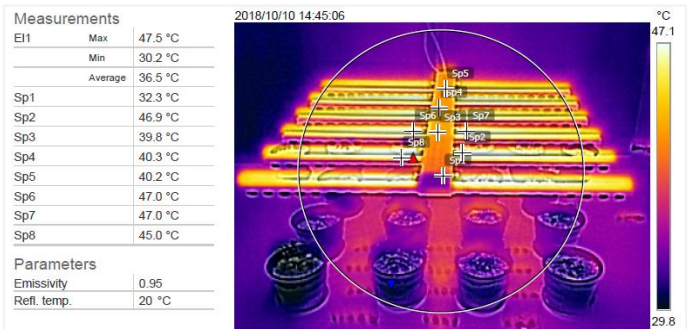 Measurements
El1 Max 47.5 °C
Min 30.2 °C
Average 36.5 °C
Sp1 32.3 °C
Sp2 46.9 °C
Sp3 39.8 °C
Sp4 40.3 °C
Sp5 40.2 °C
Sp6 47.0 °C
Sp7 47.0 °C
Sp8 45.0 °C
Parameters
Emissivity 0.95
Refl. temp. 20 °C
2018/10/10 14:45:06
°C
47.1
Sp5
Sp4
Sp6 Sp3 Sp7
Sp8 Sp2
Sp1
29.8